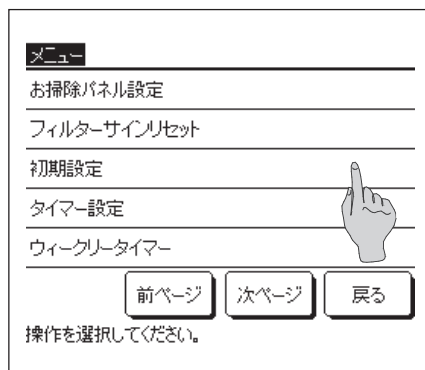 メニュー
お掃除パネル設定
フィルターサインリセット
初期設定
タイマー設定
ウィークリータイマー
前ページ 次ページ 戻る
操作を選択してください。